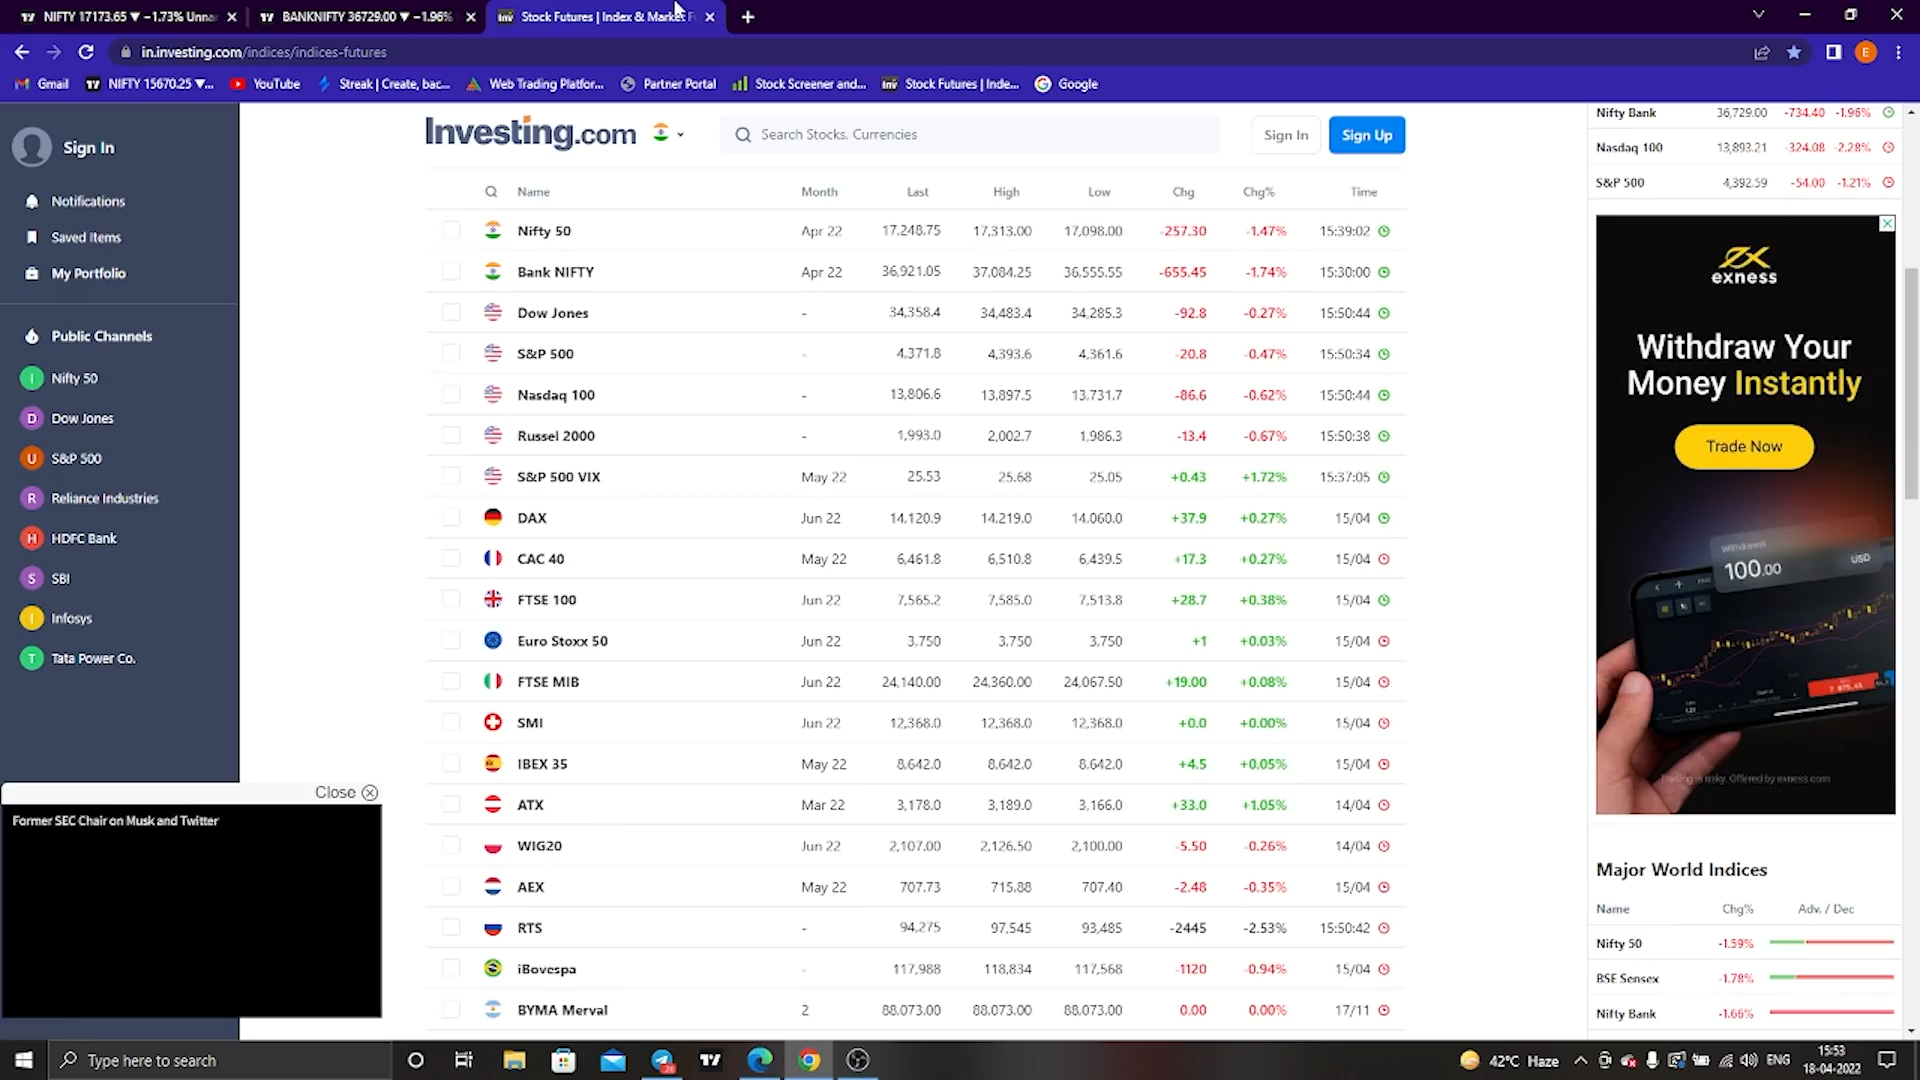 NIFTY 17173.65 ▼ −1.73% Unnar
BANKNIFTY 36729.00 ▼ −1.96%
Stock Futures | Index & Market F
in.investing.com/indices/indices-futures
E
Gmail
NIFTY 15670.25 ▼...
YouTube
Streak | Create, bac...
Web Trading Platfor...
Partner Portal
Stock Screener and...
Stock Futures | Inde...
Google
Sign In
Notifications
Saved Items
My Portfolio
Public Channels
I Nifty 50
D Dow Jones
U S&P 500
R Reliance Industries
H HDFC Bank
S SBI
I Infosys
T Tata Power Co.
Close
Former SEC Chair on Musk and Twitter
Investing.com
Search Stocks, Currencies
Sign In
Sign Up
Name Month Last High Low Chg Chg% Time
Nifty 50 Apr 22 17,248.75 17,313.00 17,098.00 -257.30 -1.47% 15:39:02
Bank NIFTY Apr 22 36,921.05 37,084.25 36,555.55 -655.45 -1.74% 15:30:00
Dow Jones - 34,358.4 34,483.4 34,285.3 -92.8 -0.27% 15:50:44
S&P 500 - 4,371.8 4,393.6 4,361.6 -20.8 -0.47% 15:50:34
Nasdaq 100 - 13,806.6 13,897.5 13,731.7 -86.6 -0.62% 15:50:44
Russel 2000 - 1,993.0 2,002.7 1,986.3 -13.4 -0.67% 15:50:38
S&P 500 VIX May 22 25.53 25.68 25.05 +0.43 +1.72% 15:37:05
DAX Jun 22 14,120.9 14,219.0 14,060.0 +37.9 +0.27% 15/04
CAC 40 May 22 6,461.8 6,510.8 6,439.5 +17.3 +0.27% 15/04
FTSE 100 Jun 22 7,565.2 7,585.0 7,513.8 +28.7 +0.38% 15/04
Euro Stoxx 50 Jun 22 3,750 3,750 3,750 +1 +0.03% 15/04
FTSE MIB Jun 22 24,140.00 24,360.00 24,067.50 +19.00 +0.08% 15/04
SMI Jun 22 12,368.0 12,368.0 12,368.0 +0.0 +0.00% 15/04
IBEX 35 May 22 8,642.0 8,642.0 8,642.0 +4.5 +0.05% 15/04
ATX Mar 22 3,178.0 3,189.0 3,166.0 +33.0 +1.05% 14/04
WIG20 Jun 22 2,107.00 2,126.50 2,100.00 -5.50 -0.26% 14/04
AEX May 22 707.73 715.88 707.40 -2.48 -0.35% 15/04
RTS - 94,275 97,545 93,485 -2445 -2.53% 15:50:42
iBovespa - 117,988 118,834 117,568 -1120 -0.94% 15/04
BYMA Merval 2 88,073.00 88,073.00 88,073.00 0.00 0.00% 17/11
Nifty Bank 36,729.00 -734.40 -1.96%
Nasdaq 100 13,893.21 -324.08 -2.28%
S&P 500 4,392.59 -54.00 -1.21%
exness
Withdraw Your
Money Instantly
Trade Now
Withdrawal
100.00 USD
Trading is risky. Offered by exness.com
Major World Indices
Name Chg% Adv. / Dec
Nifty 50 -1.59%
BSE Sensex -1.78%
Nifty Bank -1.66%
Type here to search
42°C Haze
ENG
15:53
18-04-2022